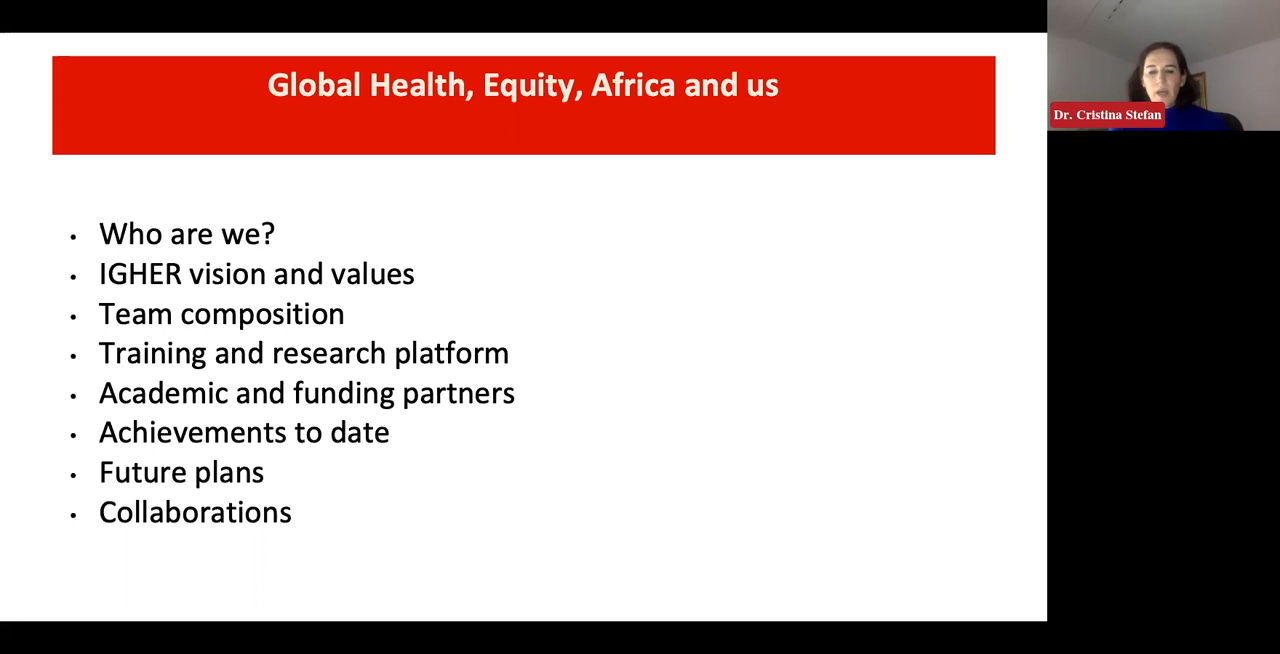 Global Health, Equity, Africa and us
Dr. Cristina Stefan
• Who are we?
• IGHER vision and values
• Team composition
• Training and research platform
• Academic and funding partners
• Achievements to date
• Future plans
• Collaborations